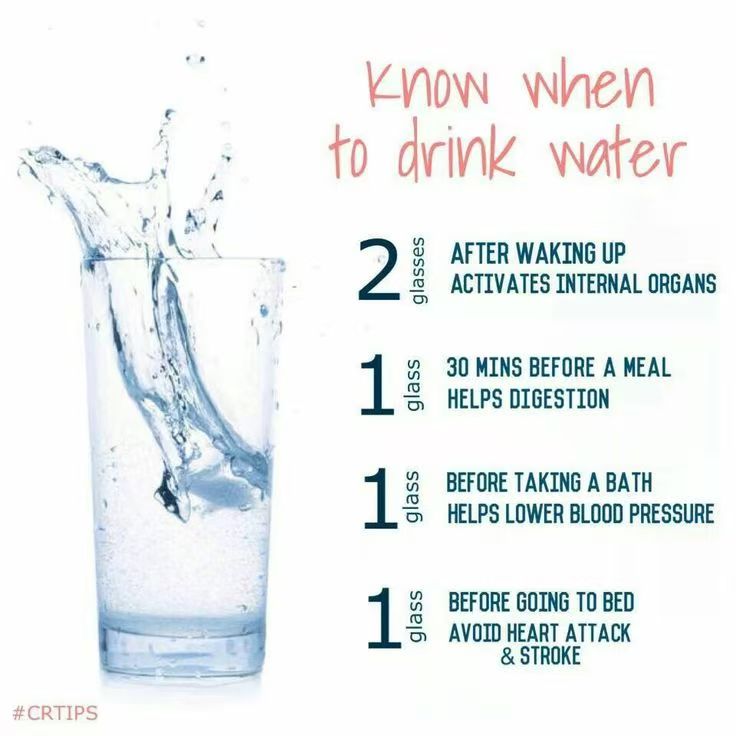 Know when
to drink water
2 glasses
AFTER WAKING UP
ACTIVATES INTERNAL ORGANS
1 glass
30 MINS BEFORE A MEAL
HELPS DIGESTION
1 glass
BEFORE TAKING A BATH
HELPS LOWER BLOOD PRESSURE
1 glass
BEFORE GOING TO BED
AVOID HEART ATTACK
& STROKE
#CRTIPS